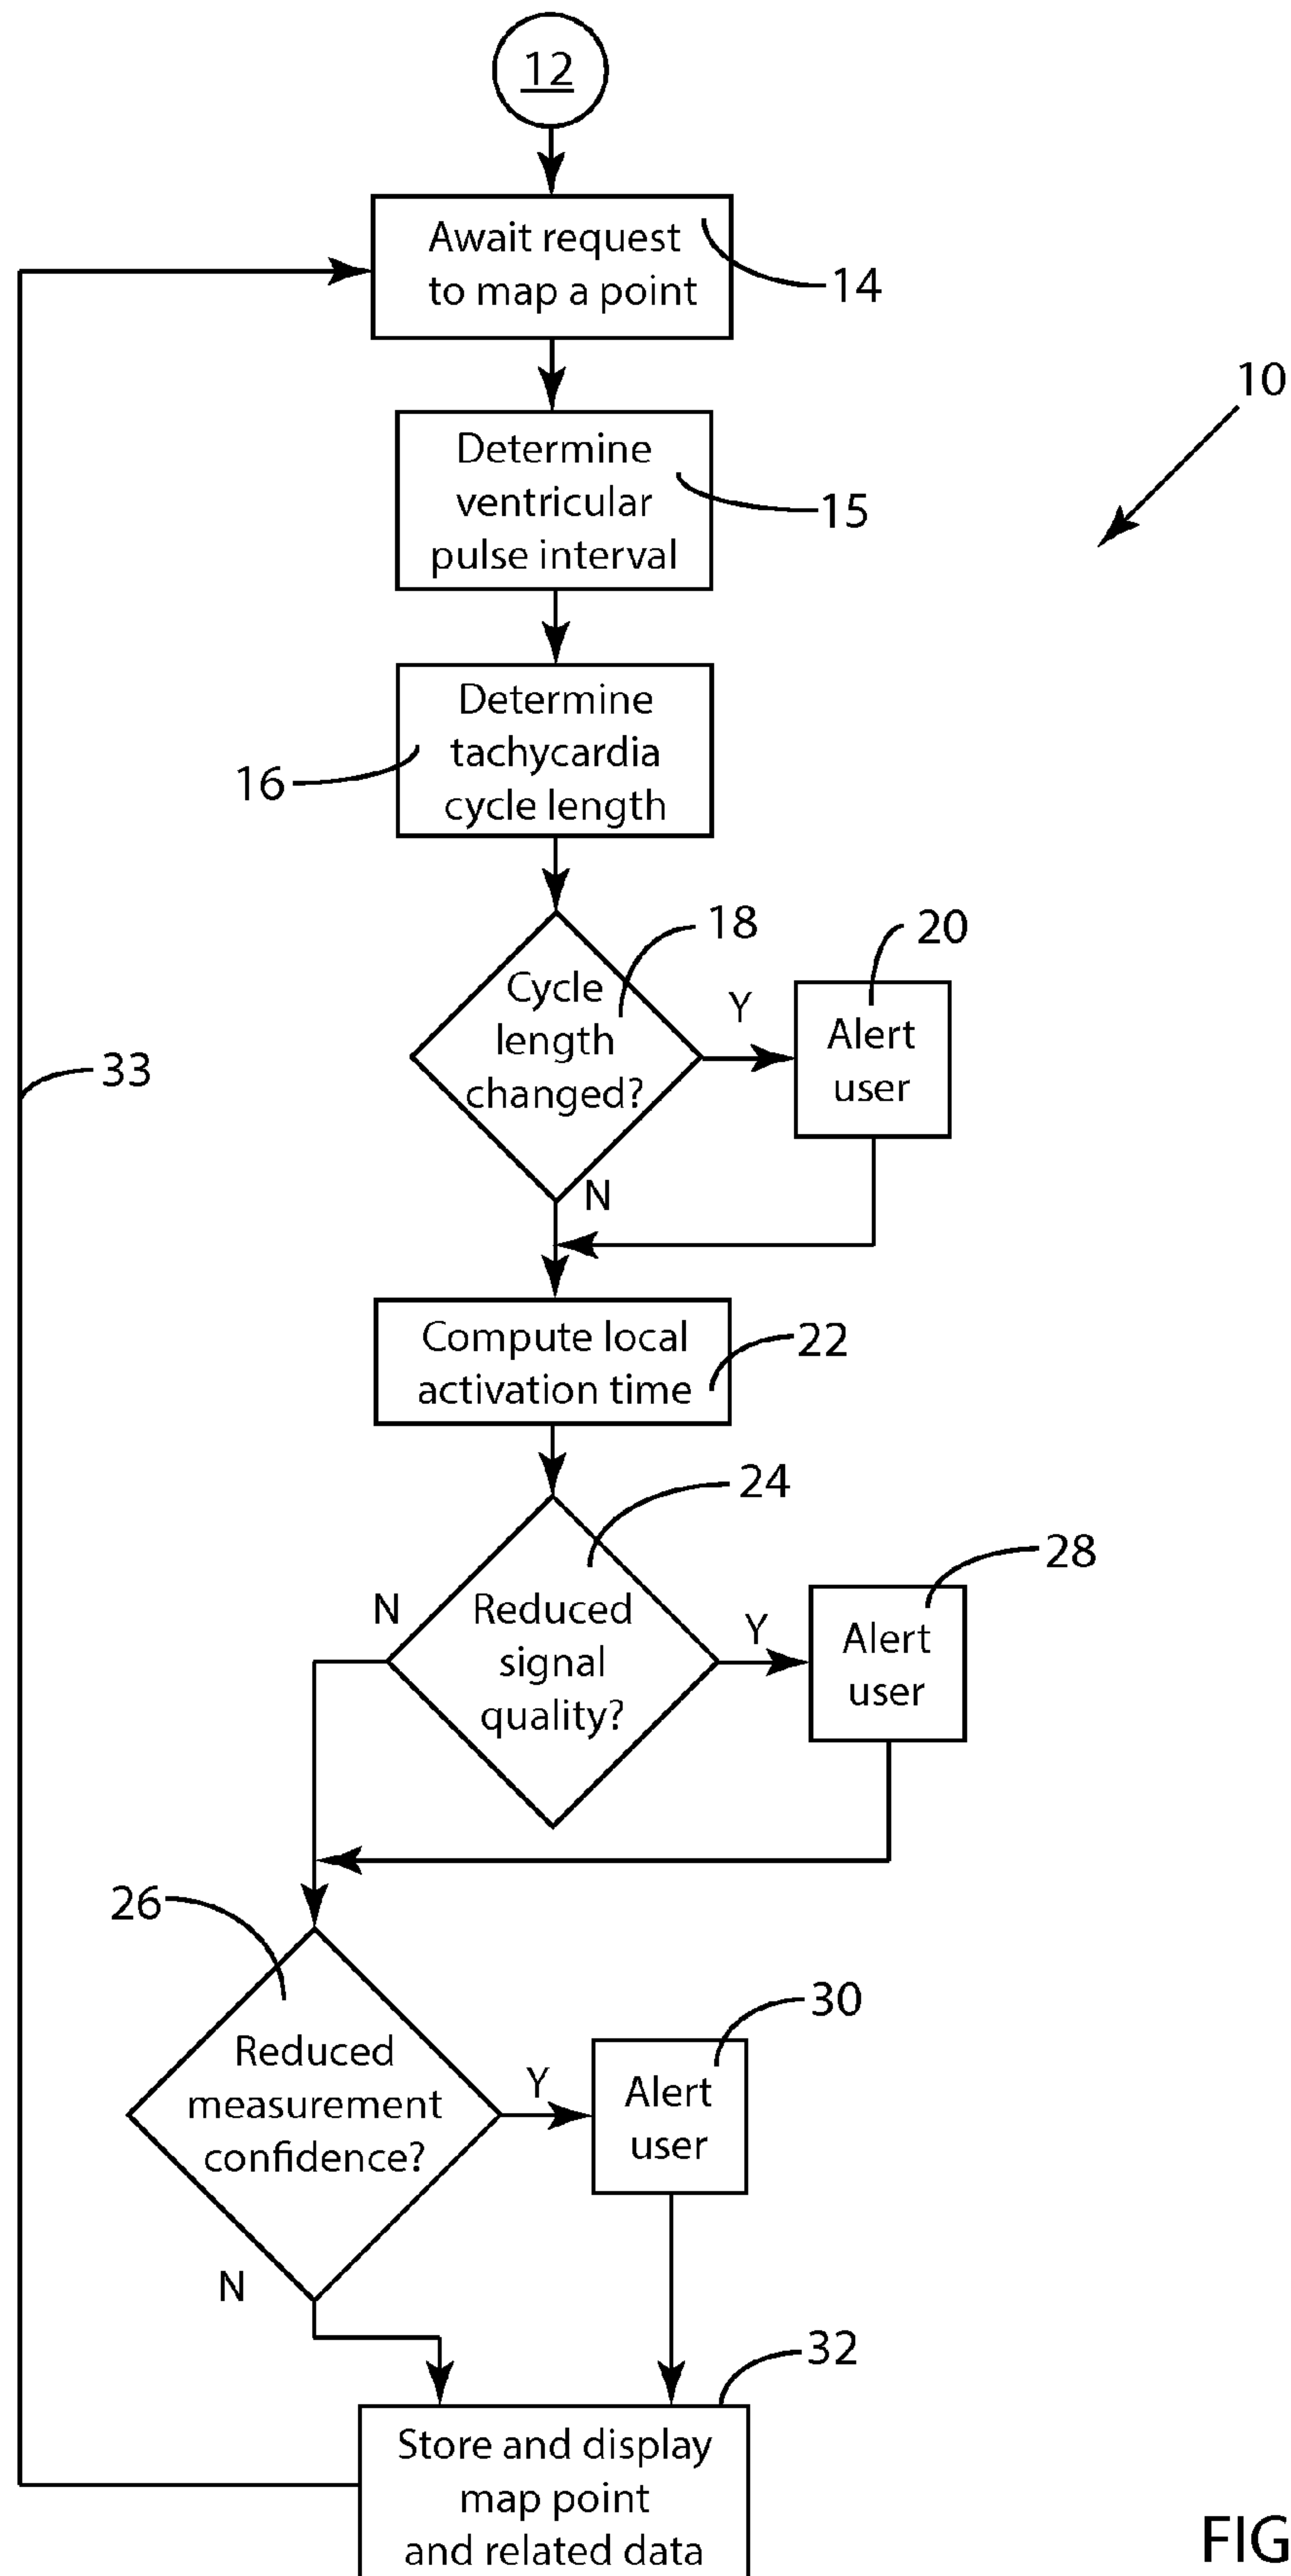 12
Await request
to map a point
14
10
Determine
ventricular
pulse interval
15
Determine
tachycardia
cycle length
16
18
20
Cycle
length
changed?
Y
Alert
user
33
N
Compute local
activation time
22
24
28
N
Reduced
signal
quality?
Y
Alert
user
26
30
Reduced
measurement
confidence?
Y
Alert
user
N
32
Store and display
map point
and related data
FIG